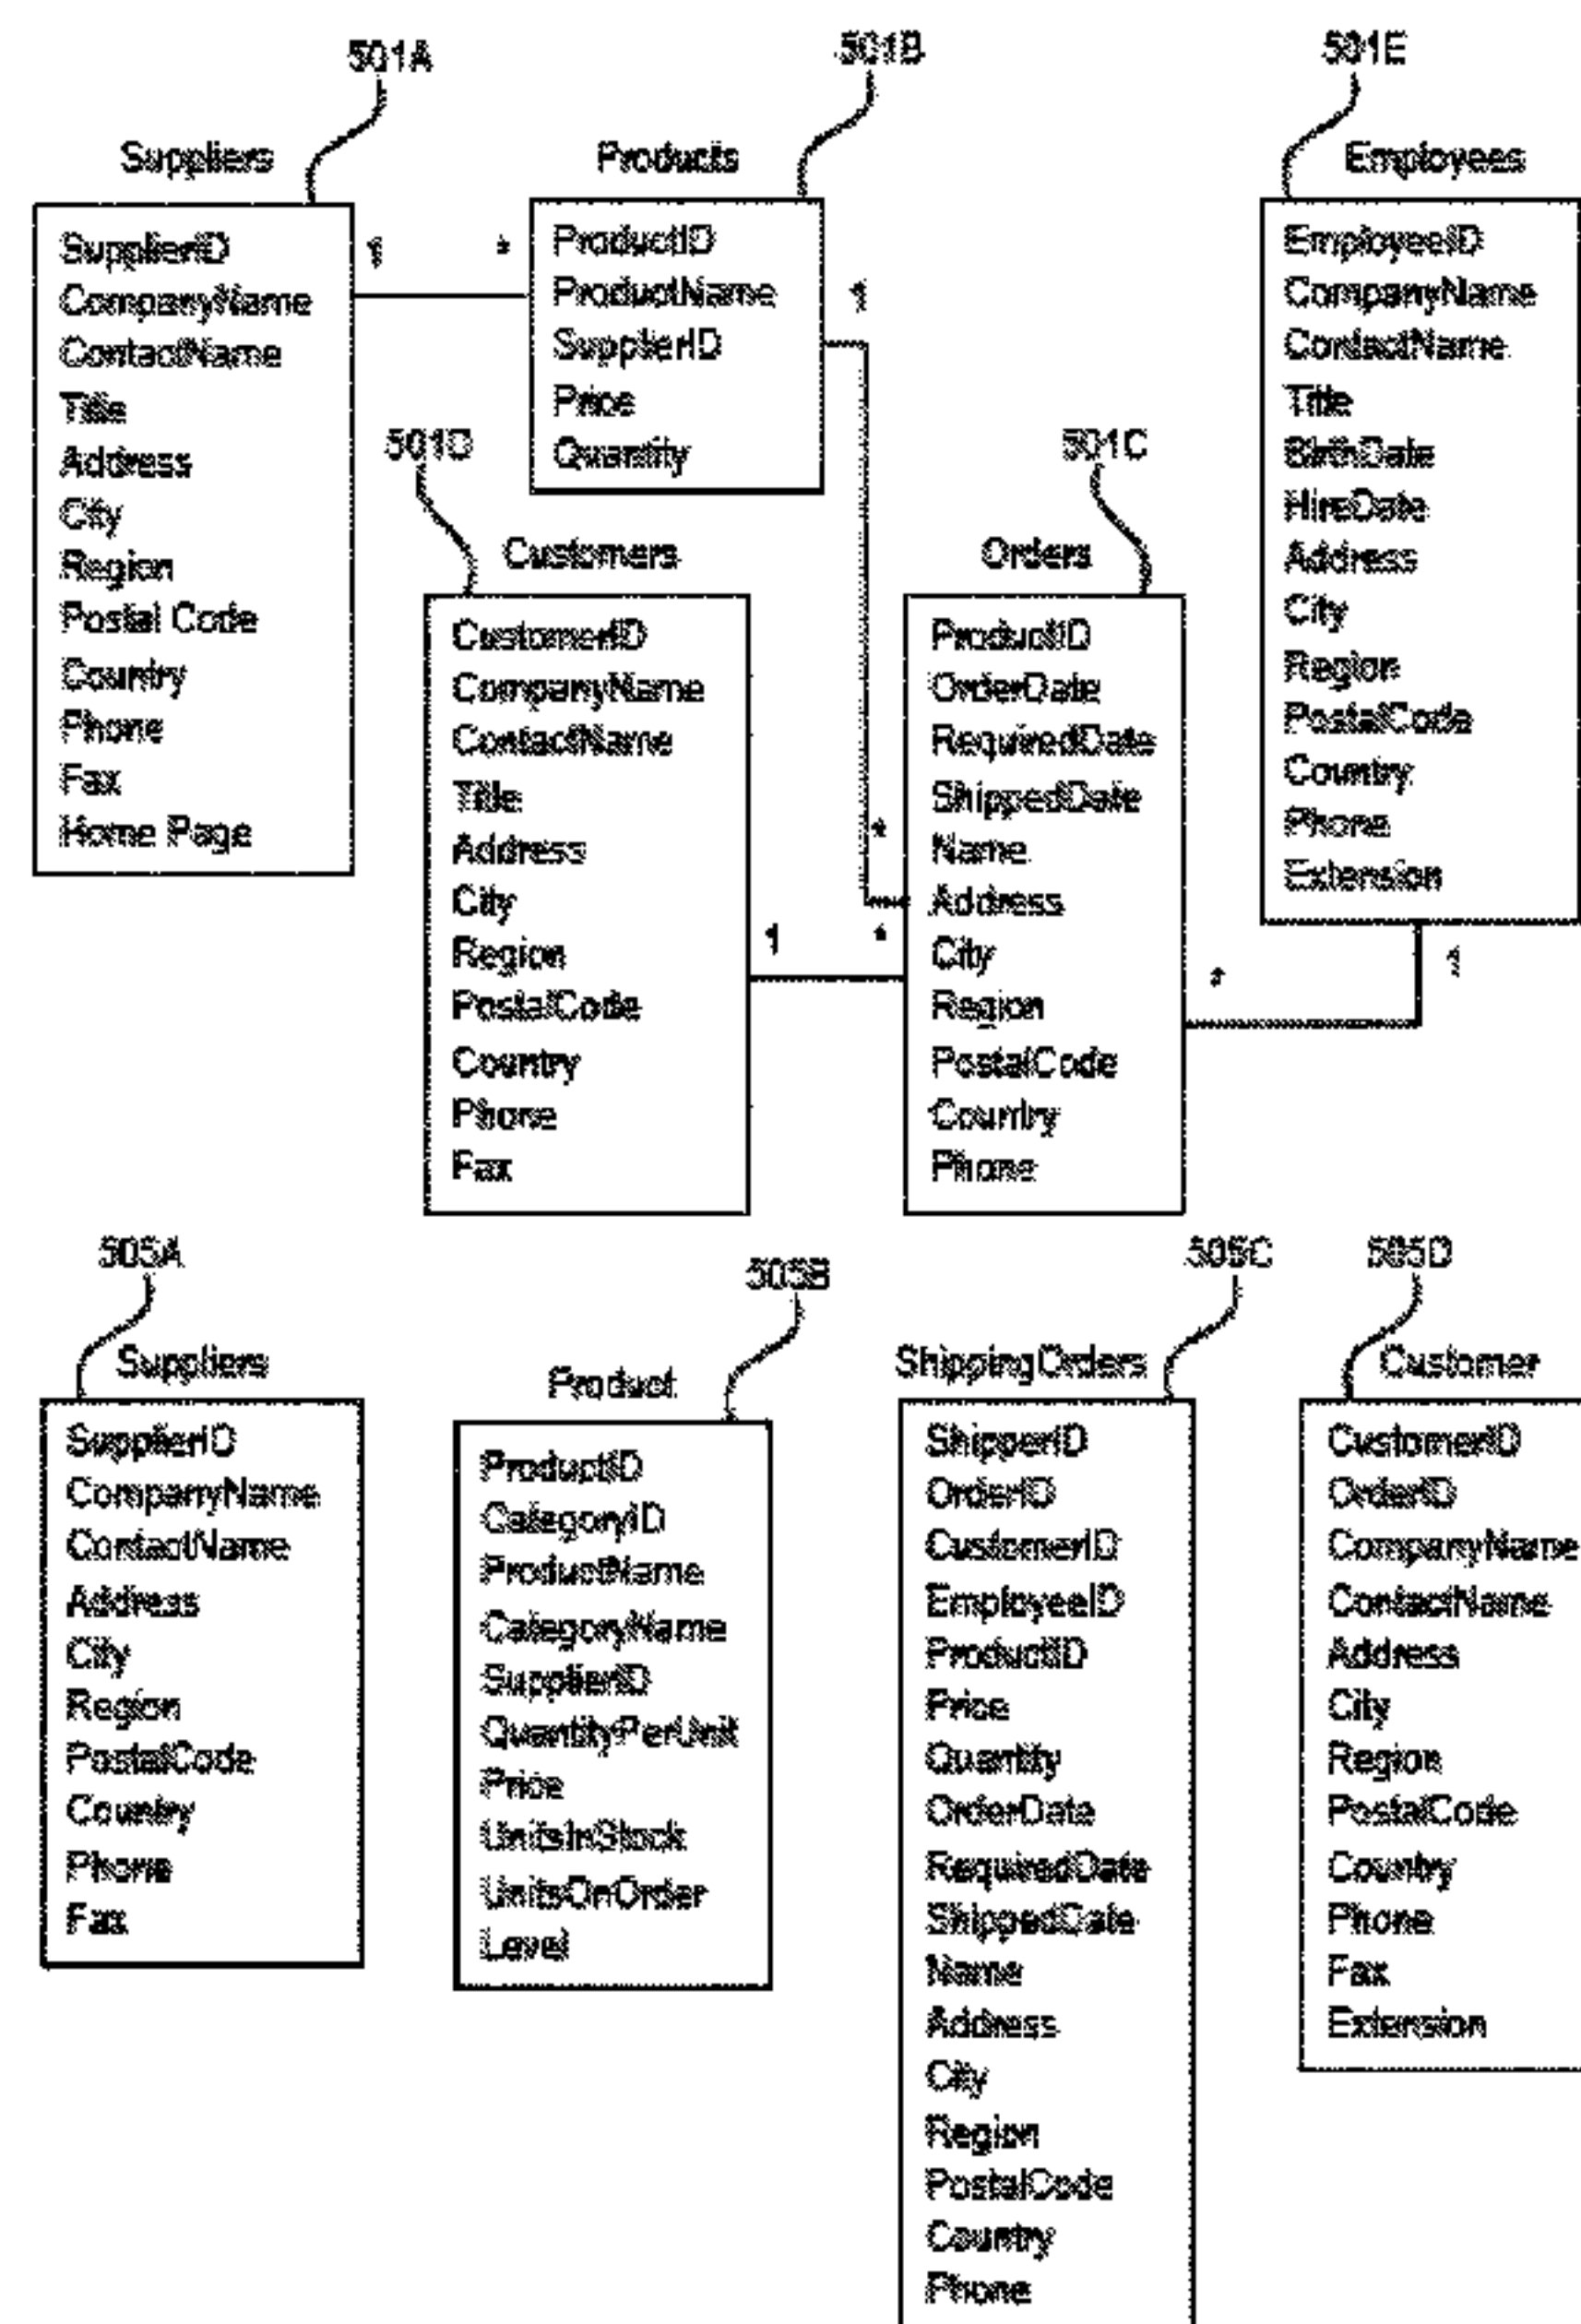 501A
501B
501E
Suppliers
Products
Employees
SupplierID
CompanyName
ContactName
Title
Address
City
Region
Postal Code
Country
Phone
Fax
Home Page
1
*
ProductID
ProductName
SupplierID
Price
Quantity
1
EmployeeID
CompanyName
ContactName
Title
BirthDate
HireDate
Address
City
Region
PostalCode
Country
Phone
Extension
501D
501C
Customers
Orders
CustomerID
CompanyName
ContactName
Title
Address
City
Region
PostalCode
Country
Phone
Fax
1
*
*
ProductID
OrderDate
RequiredDate
ShippedDate
Name
Address
City
Region
PostalCode
Country
Phone
*
505A
505B
505C
505D
Suppliers
Product
ShippingOrders
Customer
SupplierID
CompanyName
ContactName
Address
City
Region
PostalCode
Country
Phone
Fax
ProductID
CategoryID
ProductName
CategoryName
SupplierID
QuantityPerUnit
Price
UnitsInStock
UnitsOnOrder
Level
ShipperID
OrderID
CustomerID
EmployeeID
ProductID
Price
Quantity
OrderDate
RequiredDate
ShippedDate
Name
Address
City
Region
PostalCode
Country
Phone
CustomerID
OrderID
CompanyName
ContactName
Address
City
Region
PostalCode
Country
Phone
Fax
Extension